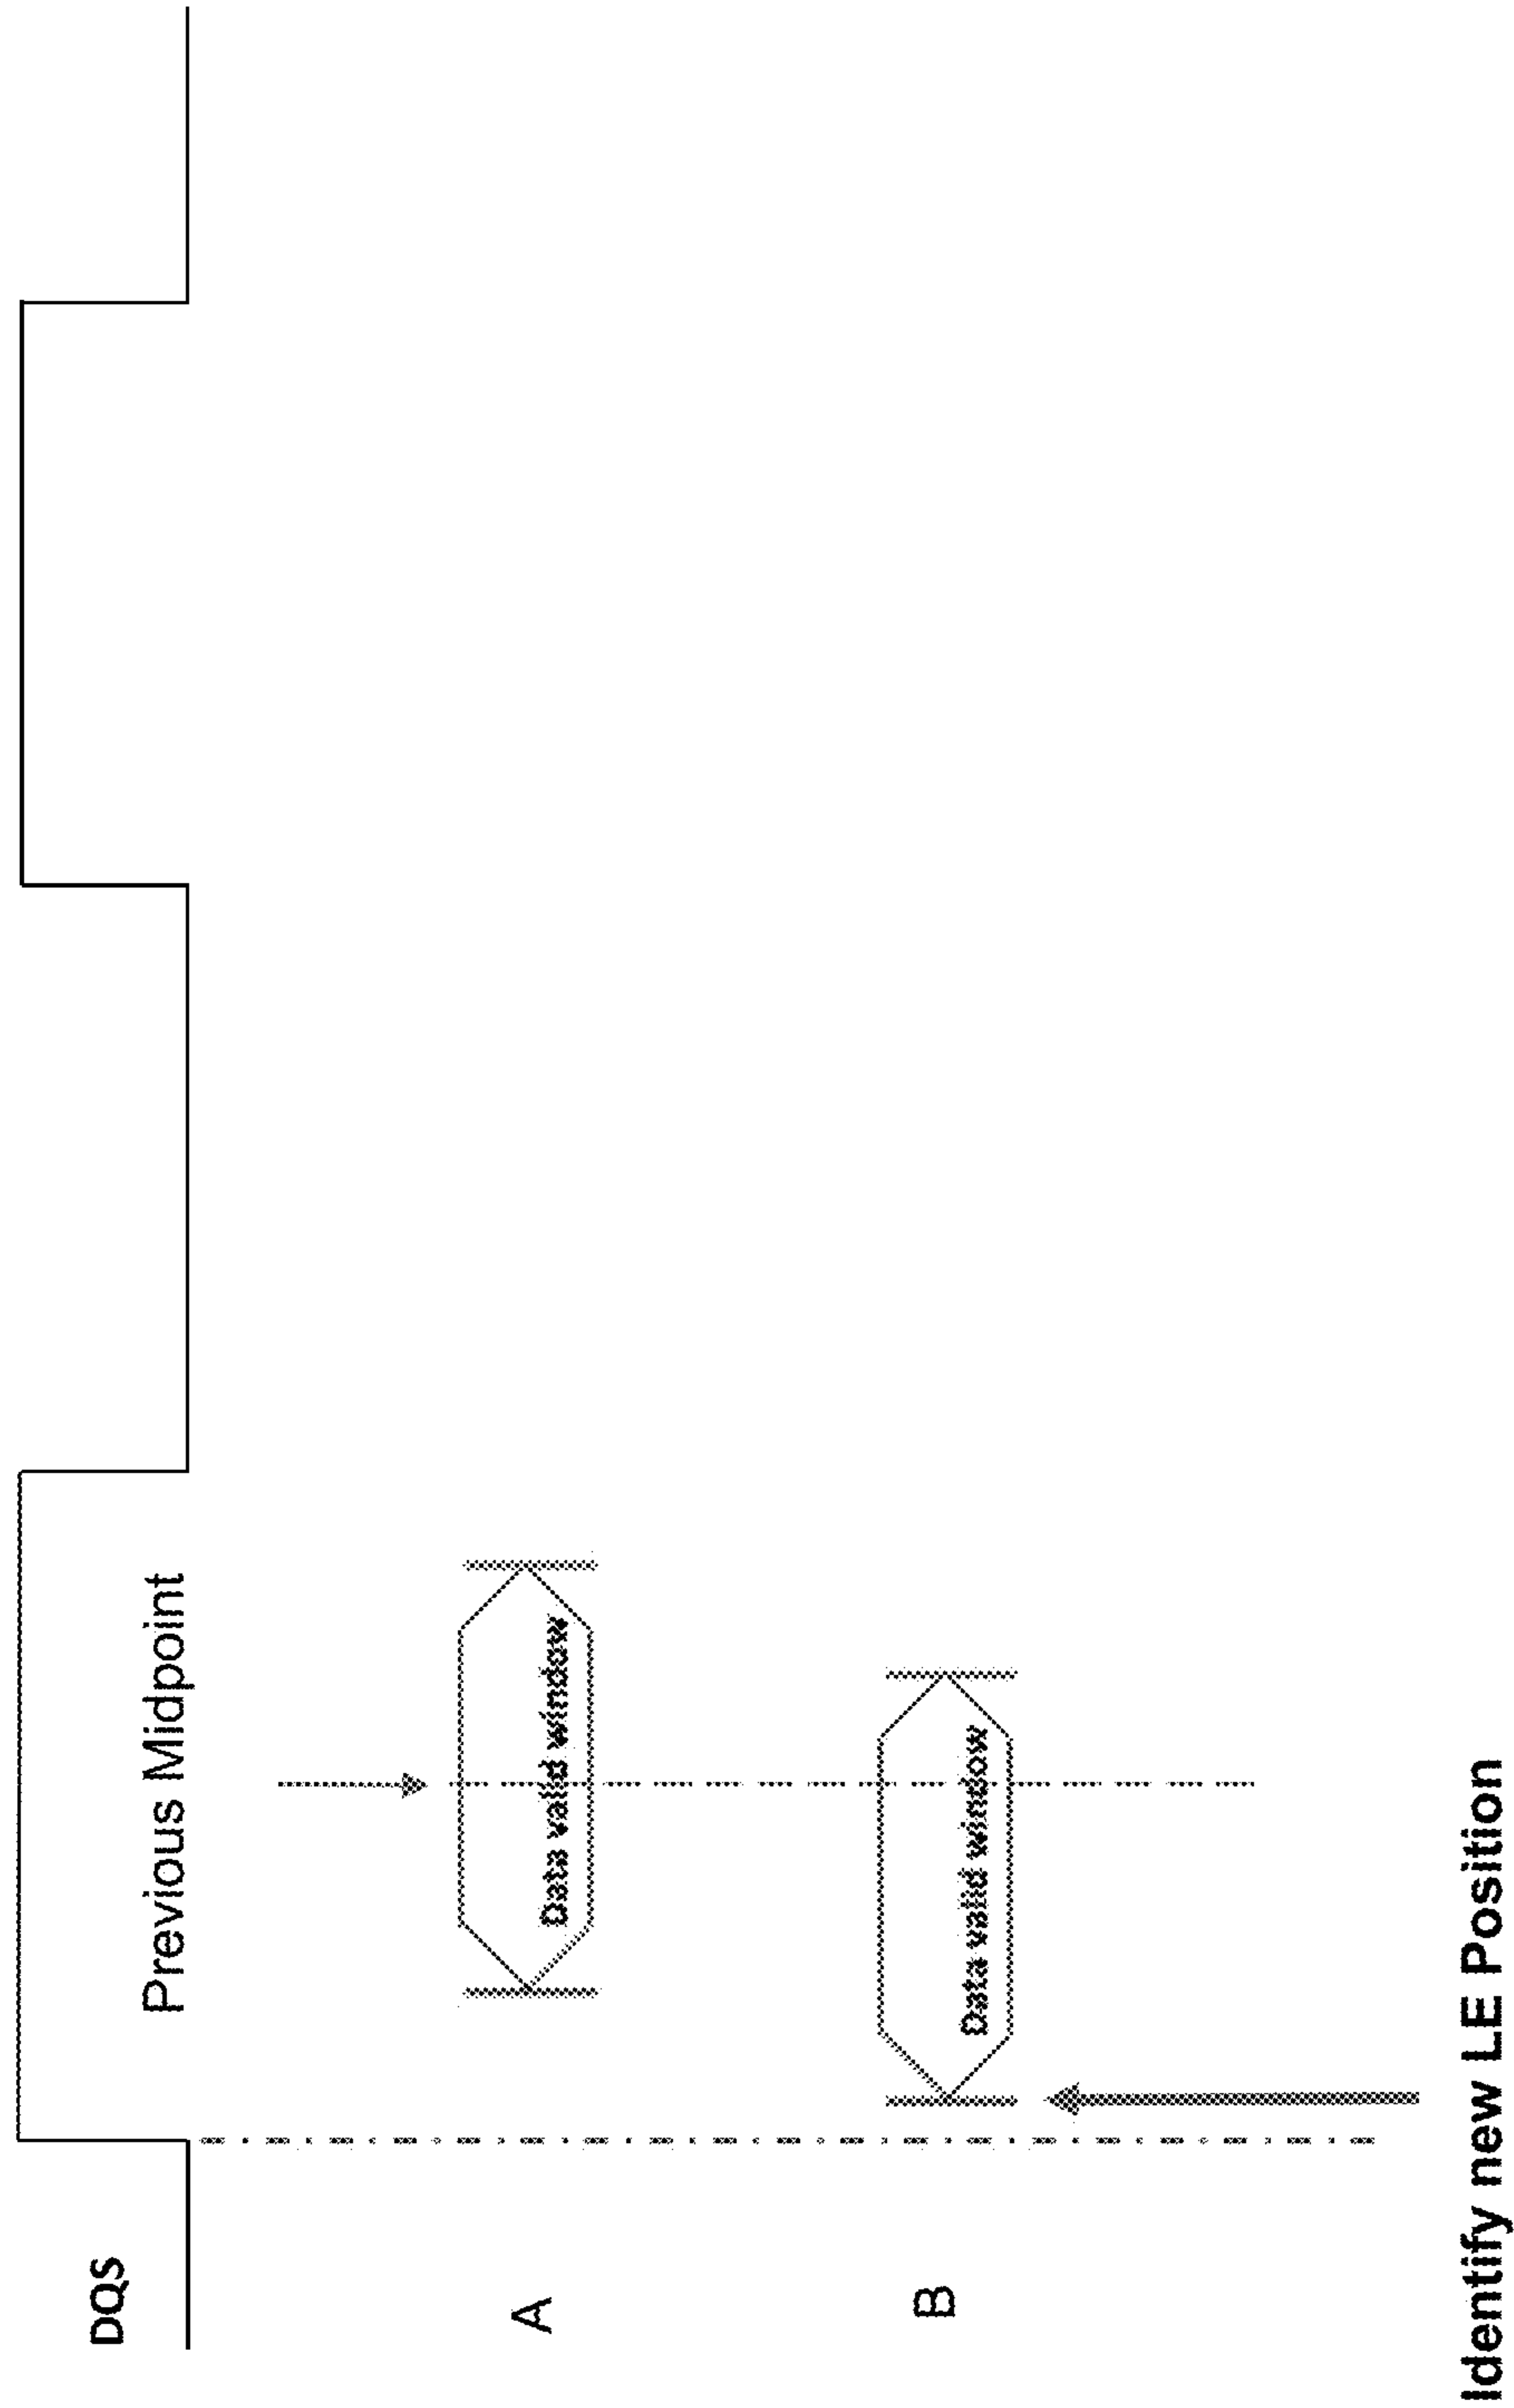 DQS
Previous Midpoint
A
Data valid window
B
Data valid window
Identify new LE Position